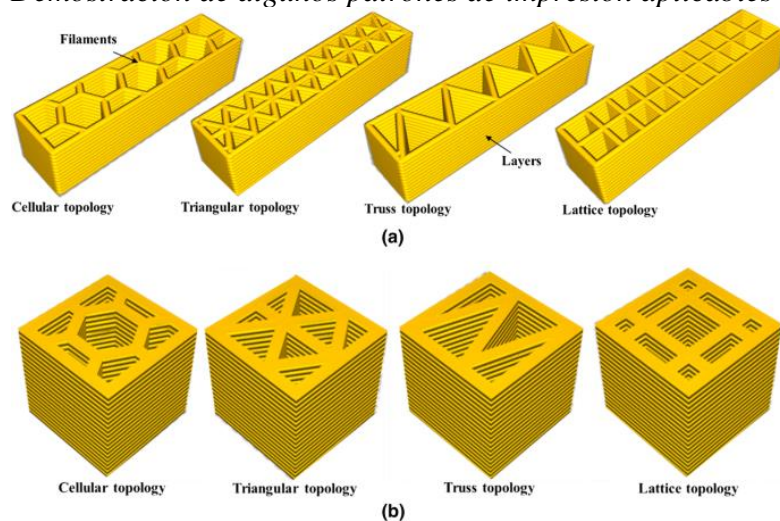 Demostración de algunos patrones de impresión aplicables
Filaments
Layers
Cellular topology
Triangular topology
Truss topology
Lattice topology
(a)
Cellular topology
Triangular topology
Truss topology
Lattice topology
(b)